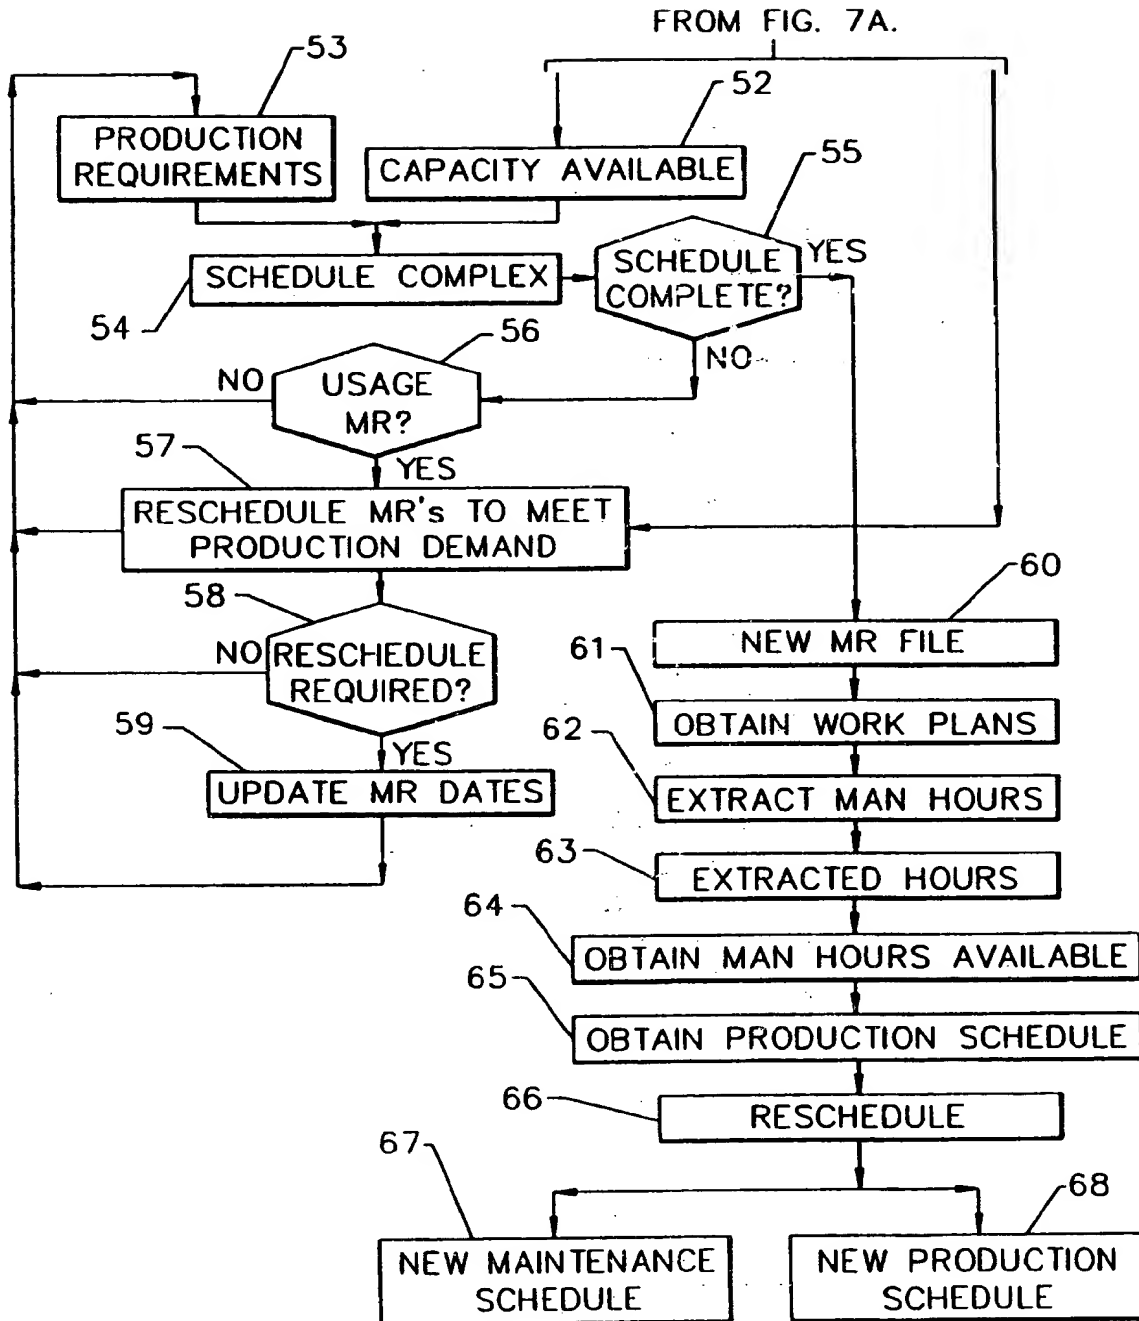 FROM FIG. 7A.
53
52
PRODUCTION
REQUIREMENTS
CAPACITY AVAILABLE
55
SCHEDULE COMPLEX
SCHEDULE
COMPLETE?
YES
54
NO
56
NO
USAGE
MR?
57
YES
RESCHEDULE MR's TO MEET
PRODUCTION DEMAND
58
NO
RESCHEDULE
REQUIRED?
60
NEW MR FILE
59
YES
61
OBTAIN WORK PLANS
UPDATE MR DATES
62
EXTRACT MAN HOURS
63
EXTRACTED HOURS
64
OBTAIN MAN HOURS AVAILABLE
65
OBTAIN PRODUCTION SCHEDULE
66
RESCHEDULE
67
68
NEW MAINTENANCE
SCHEDULE
NEW PRODUCTION
SCHEDULE